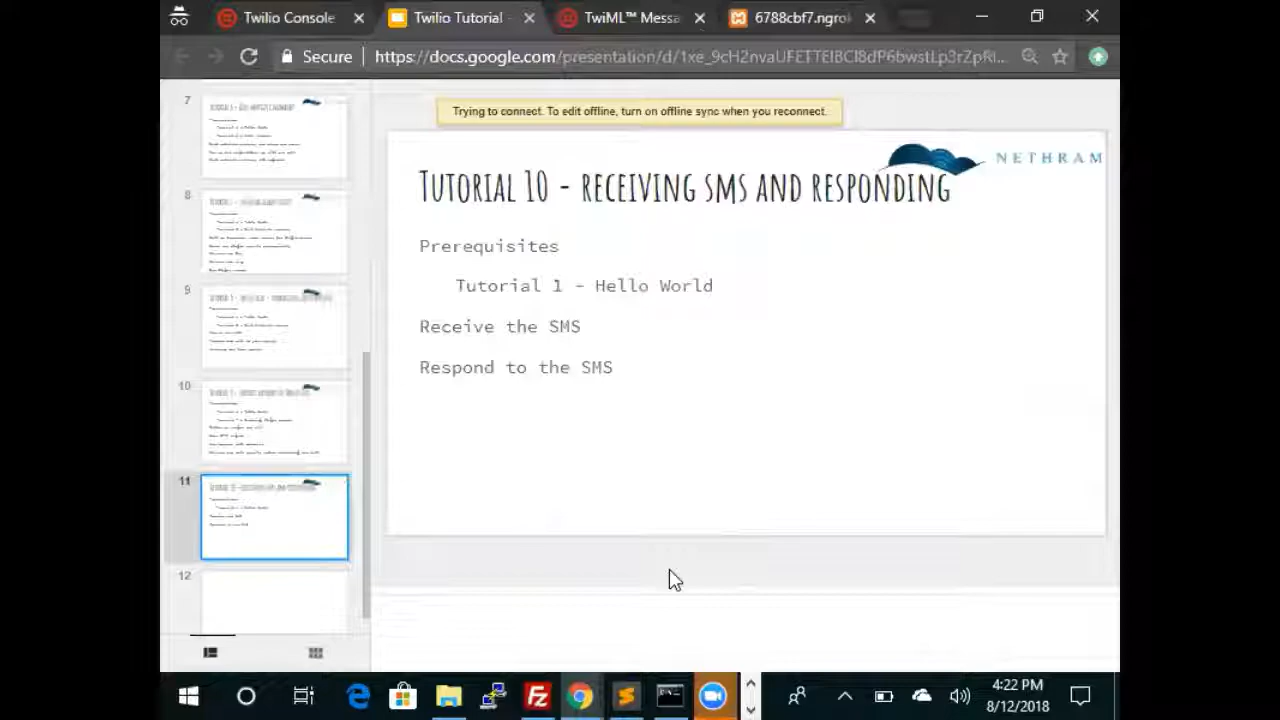 Twilio Console
Twilio Tutorial -
TwiML™ Messa
6788cbf7.ngrok
Secure
https://docs.google.com/presentation/d/1xe_9cH2nvaUFETTEIBCl8dP6bwstLp3rZpRl...
Trying to connect. To edit offline, turn on offline sync when you reconnect.
NETHRAM
TUTORIAL 10 - RECEIVING SMS AND RESPONDING
Prerequisites
Tutorial 1 - Hello World
Receive the SMS
Respond to the SMS
7
8
9
10
11
12
4:22 PM
8/12/2018